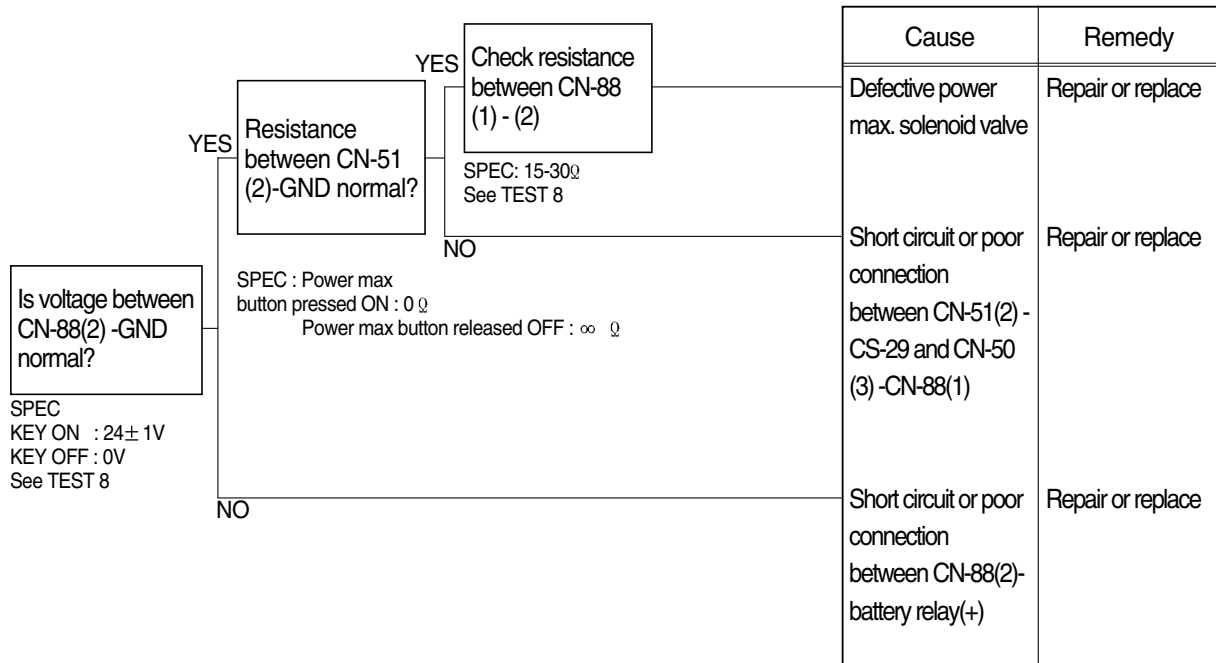 Cause
Remedy
YES
Check resistance
between CN-88
(1) - (2)
SPEC: 15-30Ω
See TEST 8
Defective power
max. solenoid valve
Repair or replace
YES
Resistance
between CN-51
(2)-GND normal?
NO
SPEC : Power max
button pressed ON : 0 Ω
Power max button released OFF : ∞ Ω
Short circuit or poor
connection
between CN-51(2) -
CS-29 and CN-50
(3) -CN-88(1)
Repair or replace
Is voltage between
CN-88(2) -GND
normal?
SPEC
KEY ON : 24± 1V
KEY OFF : 0V
See TEST 8
NO
Short circuit or poor
connection
between CN-88(2)-
battery relay(+)
Repair or replace